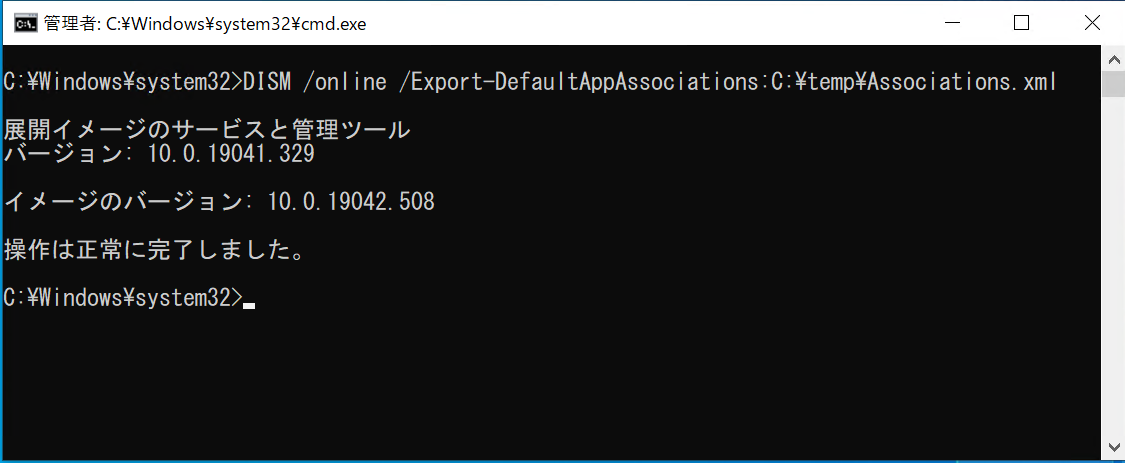 管理者: C:¥Windows¥system32¥cmd.exe
C:¥Windows¥system32>DISM /online /Export-DefaultAppAssociations:C:¥temp¥Associations.xml
展開イメージのサービスと管理ツール
バージョン: 10.0.19041.329
イメージのバージョン: 10.0.19042.508
操作は正常に完了しました。
C:¥Windows¥system32>